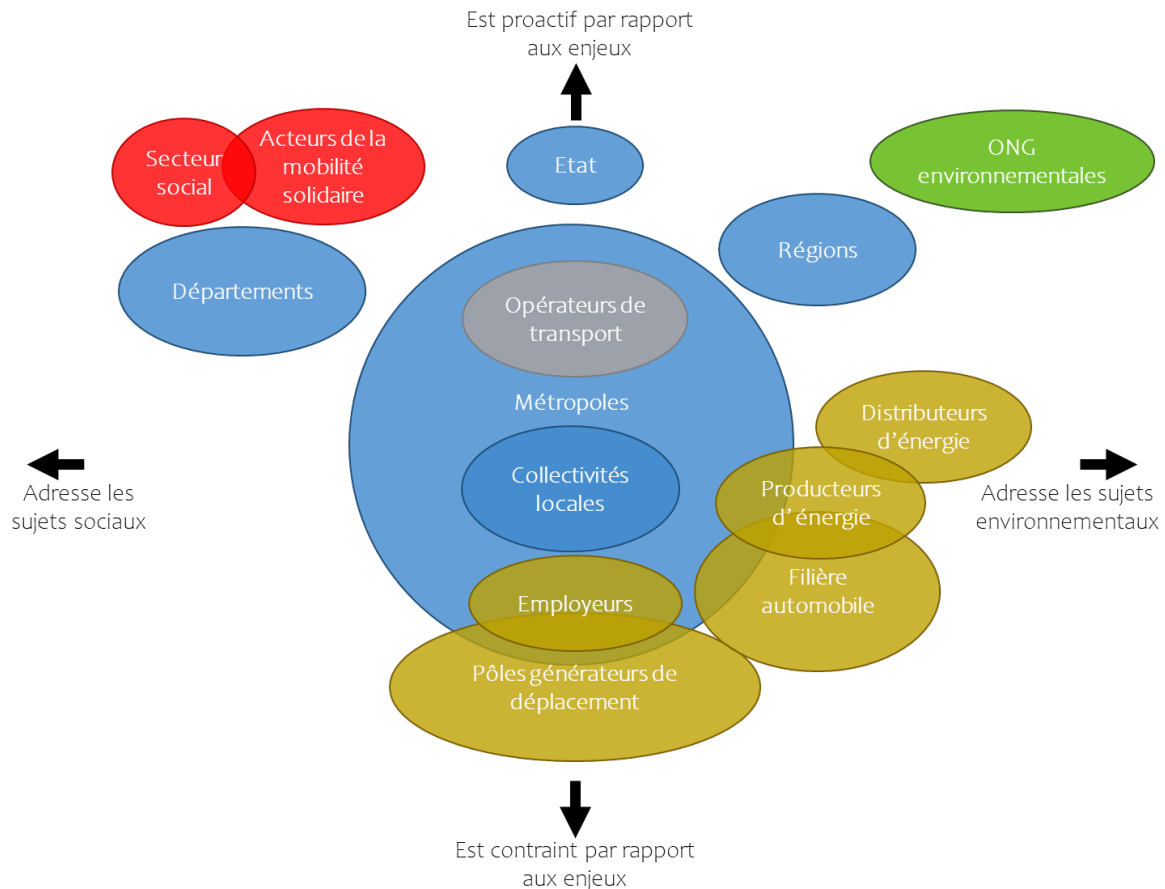 Est proactif par rapport
aux enjeux
Secteur
social
Acteurs de la
mobilité
solidaire
Etat
ONG
environnementales
Départements
Régions
Opérateurs de
transport
Métropoles
Distributeurs
d’énergie
Collectivités
locales
Producteurs
d’ énergie
Adresse les
sujets sociaux
Adresse les sujets
environnementaux
Filière
automobile
Employeurs
Pôles générateurs de
déplacement
Est contraint par rapport
aux enjeux